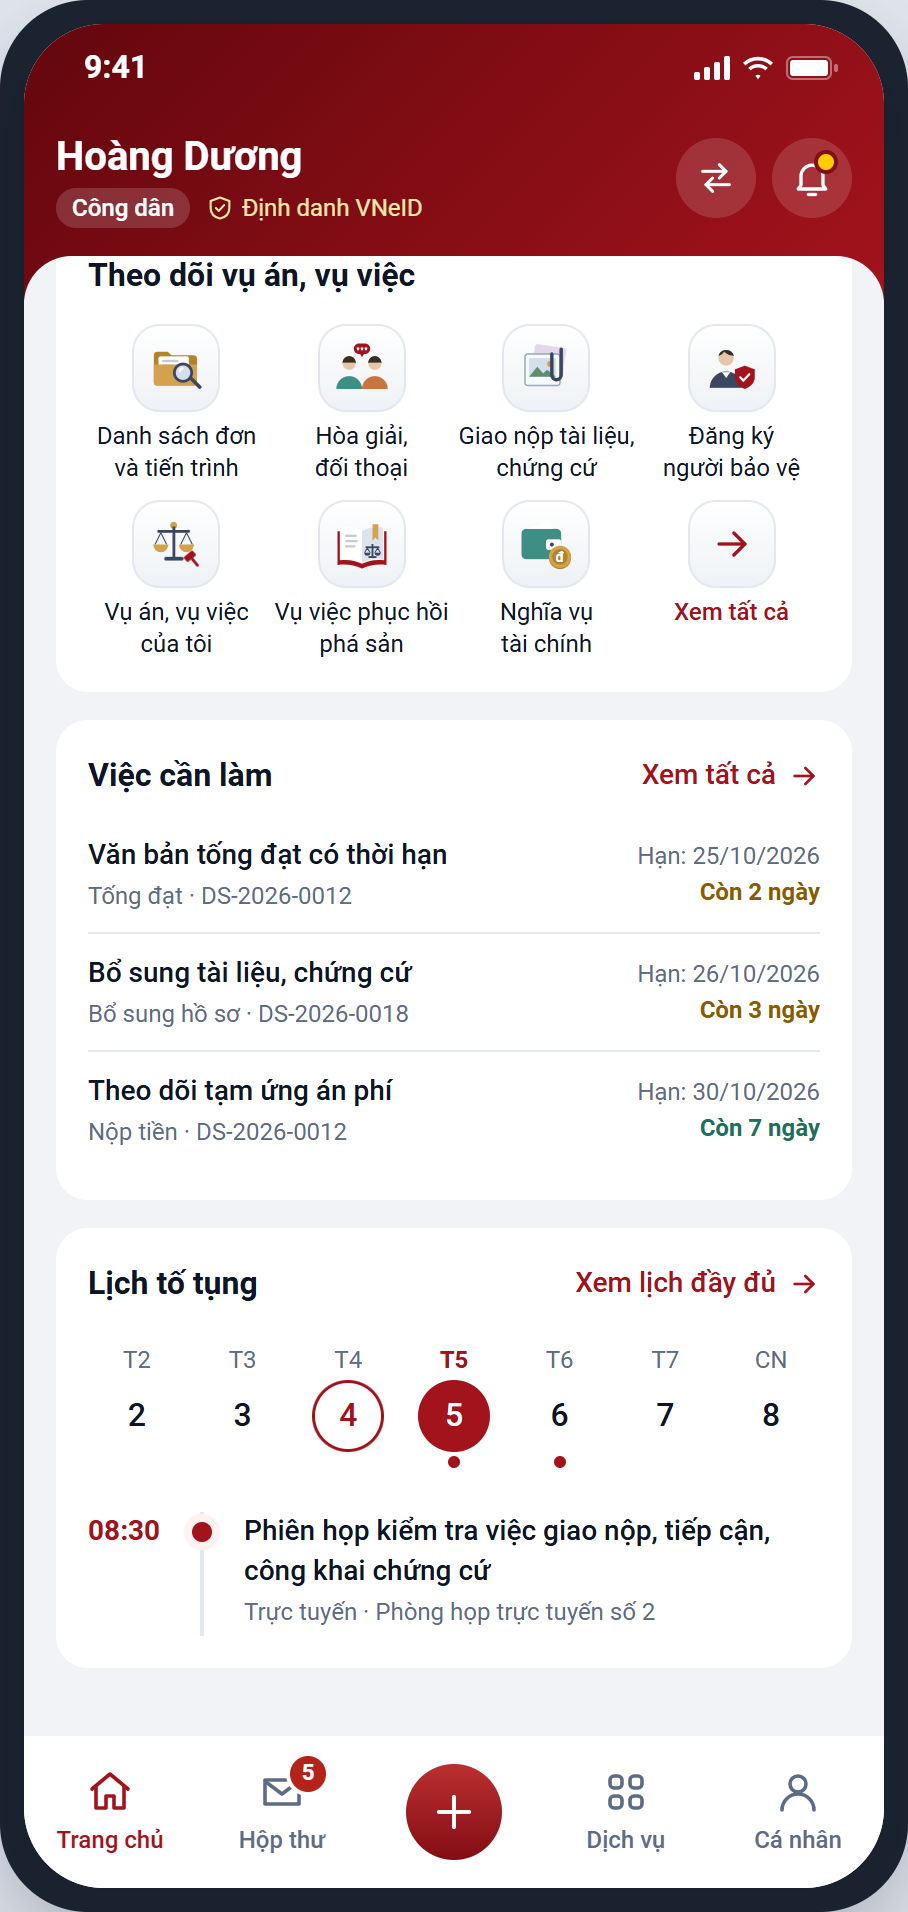 9:41
Hoàng Dương
Công dân
Định danh VNeID
Theo dõi vụ án, vụ việc
Danh sách đơn
và tiến trình
Hòa giải,
đối thoại
Giao nộp tài liệu,
chứng cứ
Đăng ký
người bảo vệ
Vụ án, vụ việc
của tôi
Vụ việc phục hồi
phá sản
đ
Nghĩa vụ
tài chính
Xem tất cả
Việc cần làm
Xem tất cả
Văn bản tống đạt có thời hạn
Hạn: 25/10/2026
Tống đạt · DS-2026-0012
Còn 2 ngày
Bổ sung tài liệu, chứng cứ
Hạn: 26/10/2026
Bổ sung hồ sơ · DS-2026-0018
Còn 3 ngày
Theo dõi tạm ứng án phí
Hạn: 30/10/2026
Nộp tiền · DS-2026-0012
Còn 7 ngày
Lịch tố tụng
Xem lịch đầy đủ
T2 T3 T4 T5 T6 T7 CN
2 3 4 5 6 7 8
08:30
Phiên họp kiểm tra việc giao nộp, tiếp cận,
công khai chứng cứ
Trực tuyến · Phòng họp trực tuyến số 2
Trang chủ
5
Hộp thư
Dịch vụ
Cá nhân